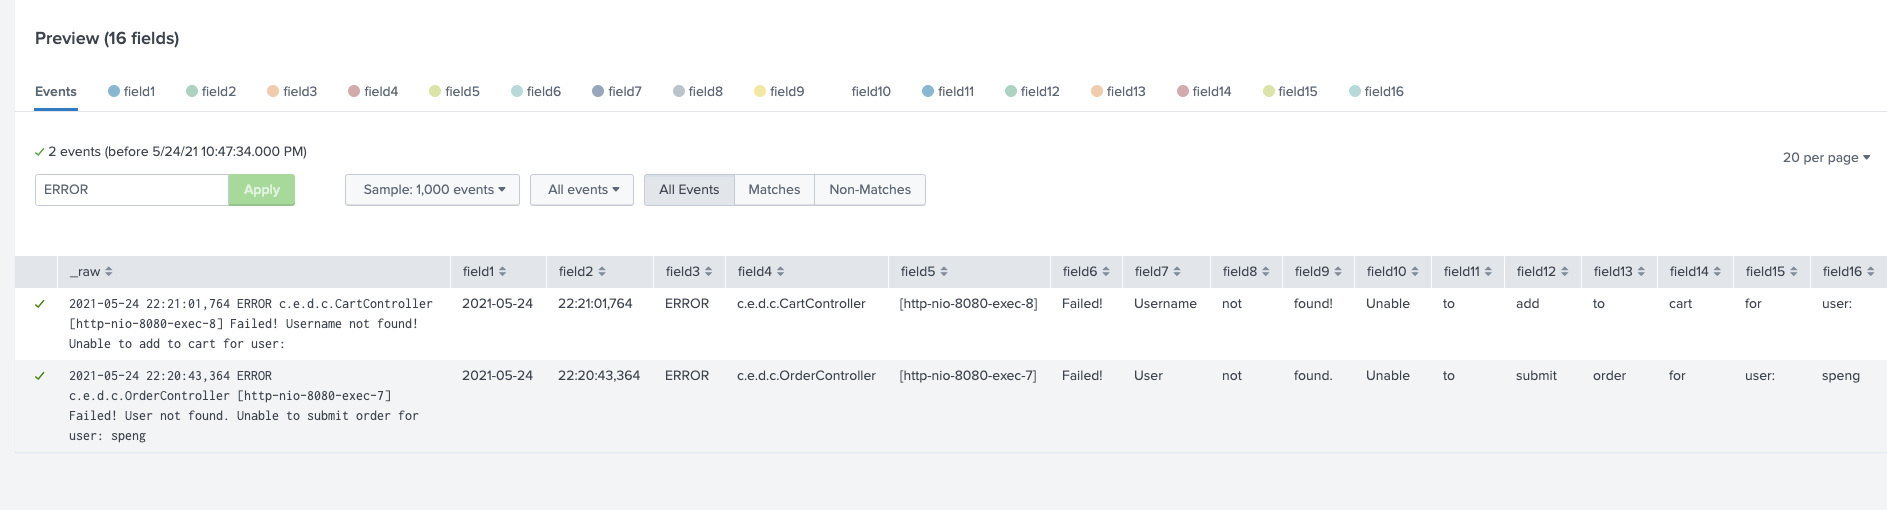 Preview (16 fields)
Events field1 field2 field3 field4 field5 field6 field7 field8 field9 field10 field11 field12 field13 field14 field15 field16
2 events (before 5/24/21 10:47:34.000 PM)
20 per page
ERROR Apply Sample: 1,000 events All events All Events Matches Non-Matches
_raw field1 field2 field3 field4 field5 field6 field7 field8 field9 field10 field11 field12 field13 field14 field15 field16
2021-05-24 22:21:01,764 ERROR c.e.d.c.CartController 2021-05-24 22:21:01,764 ERROR c.e.d.c.CartController [http-nio-8080-exec-8] Failed! Username not found! Unable to add to cart for user:
[http-nio-8080-exec-8] Failed! Username not found!
Unable to add to cart for user:
2021-05-24 22:20:43,364 ERROR 2021-05-24 22:20:43,364 ERROR c.e.d.c.OrderController [http-nio-8080-exec-7] Failed! User not found. Unable to submit order for user: speng
c.e.d.c.OrderController [http-nio-8080-exec-7]
Failed! User not found. Unable to submit order for
user: speng